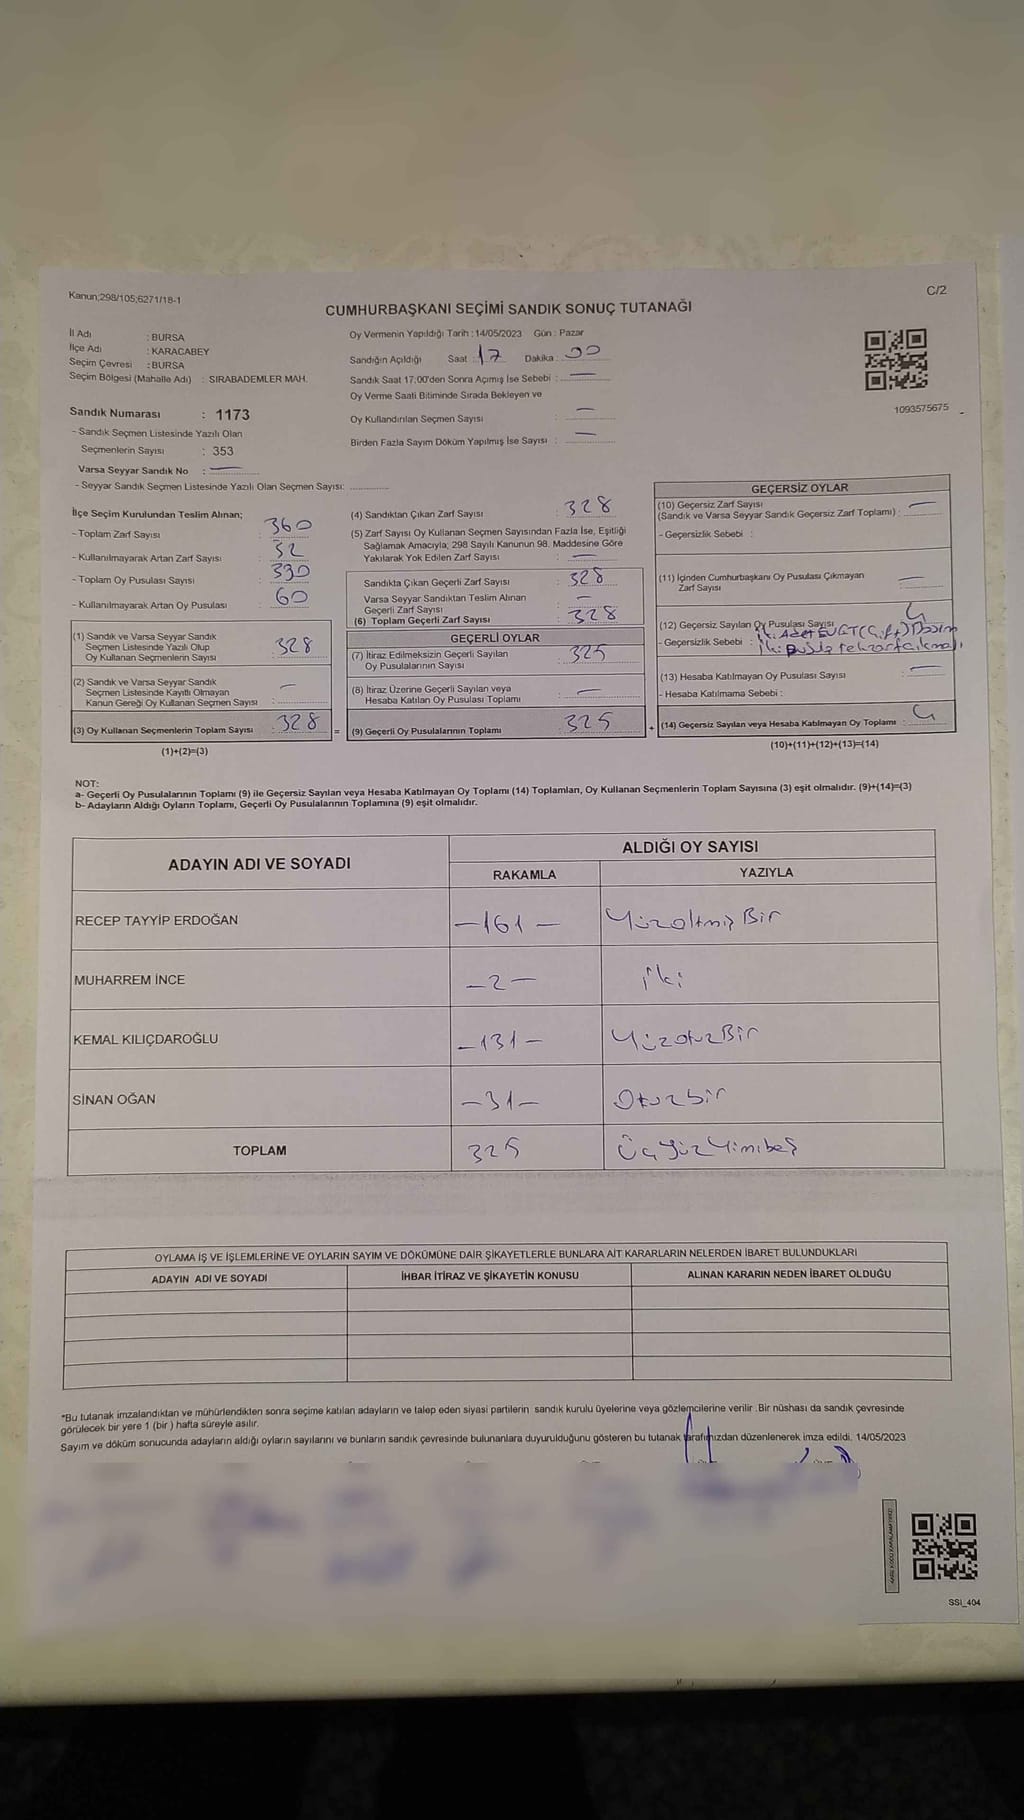 Kanun;298/105;6271/18-1
C/2
CUMHURBAŞKANI SEÇİMİ SANDIK SONUÇ TUTANAĞI
İl Adı : BURSA
İlçe Adı : KARACABEY
Seçim Çevresi : BURSA
Seçim Bölgesi (Mahalle Adı) : SIRABADEMLER MAH.
Oy Vermenin Yapıldığı Tarih : 14/05/2023 Gün : Pazar
Sandığın Açıldığı Saat : 17 Dakika : 00
Sandık Saat 17:00'den Sonra Açılmış İse Sebebi : —
Oy Verme Saati Bitiminde Sırada Bekleyen ve
Oy Kullandırılan Seçmen Sayısı : —
Birden Fazla Sayım Döküm Yapılmış İse Sayısı : —
1093575675
Sandık Numarası : 1173
- Sandık Seçmen Listesinde Yazılı Olan
Seçmenlerin Sayısı : 353
Varsa Seyyar Sandık No : —
- Seyyar Sandık Seçmen Listesinde Yazılı Olan Seçmen Sayısı: ..............
İlçe Seçim Kurulundan Teslim Alınan;
- Toplam Zarf Sayısı : 360
- Kullanılmayarak Artan Zarf Sayısı : 32
- Toplam Oy Pusulası Sayısı : 390
- Kullanılmayarak Artan Oy Pusulası : 60
(1) Sandık ve Varsa Seyyar Sandık
Seçmen Listesinde Yazılı Olup
Oy Kullanan Seçmenlerin Sayısı : 328
(2) Sandık ve Varsa Seyyar Sandık
Seçmen Listesinde Kayıtlı Olmayan
Kanun Gereği Oy Kullanan Seçmen Sayısı : —
(3) Oy Kullanan Seçmenlerin Toplam Sayısı : 328
(1)+(2)=(3)
=
(4) Sandıktan Çıkan Zarf Sayısı : 328
(5) Zarf Sayısı Oy Kullanan Seçmen Sayısından Fazla İse, Eşitliği
Sağlamak Amacıyla; 298 Sayılı Kanunun 98. Maddesine Göre
Yakılarak Yok Edilen Zarf Sayısı : —
Sandıkta Çıkan Geçerli Zarf Sayısı : 328
Varsa Seyyar Sandıktan Teslim Alınan
Geçerli Zarf Sayısı : —
(6) Toplam Geçerli Zarf Sayısı : 328
GEÇERLİ OYLAR
(7) İtiraz Edilmeksizin Geçerli Sayılan
Oy Pusulalarının Sayısı : 325
(8) İtiraz Üzerine Geçerli Sayılan veya
Hesaba Katılan Oy Pusulası Toplamı : —
(9) Geçerli Oy Pusulalarının Toplamı : 325
+
GEÇERSİZ OYLAR
(10) Geçersiz Zarf Sayısı
(Sandık ve Varsa Seyyar Sandık Geçersiz Zarf Toplamı) : —
- Geçersizlik Sebebi :
(11) İçinden Cumhurbaşkanı Oy Pusulası Çıkmayan
Zarf Sayısı : —
(12) Geçersiz Sayılan Oy Pusulası Sayısı : 4
- Geçersizlik Sebebi : iki Adet EVET (Çift) Basım
iki pusula tek zarfta çıkmalı
(13) Hesaba Katılmayan Oy Pusulası Sayısı : —
- Hesaba Katılmama Sebebi :
(14) Geçersiz Sayılan veya Hesaba Katılmayan Oy Toplamı : 4
(10)+(11)+(12)+(13)=(14)
NOT:
a- Geçerli Oy Pusulalarının Toplamı (9) ile Geçersiz Sayılan veya Hesaba Katılmayan Oy Toplamı (14) Toplamları, Oy Kullanan Seçmenlerin Toplam Sayısına (3) eşit olmalıdır. (9)+(14)=(3)
b- Adayların Aldığı Oyların Toplamı, Geçerli Oy Pusulalarının Toplamına (9) eşit olmalıdır.
ADAYIN ADI VE SOYADI
ALDIĞI OY SAYISI
RAKAMLA YAZIYLA
RECEP TAYYİP ERDOĞAN —161— YüzaltmışBir
MUHARREM İNCE —2— iki
KEMAL KILIÇDAROĞLU —131— YüzotuzBir
SİNAN OĞAN —31— Otuzbir
TOPLAM 325 ÜçyüzYirmibeş
OYLAMA İŞ VE İŞLEMLERİNE VE OYLARIN SAYIM VE DÖKÜMÜNE DAİR ŞİKAYETLERLE BUNLARA AİT KARARLARIN NELERDEN İBARET BULUNDUKLARI
ADAYIN ADI VE SOYADI İHBAR İTİRAZ VE ŞİKAYETİN KONUSU ALINAN KARARIN NEDEN İBARET OLDUĞU
*Bu tutanak imzalandıktan ve mühürlendikten sonra seçime katılan adayların ve talep eden siyasi partilerin sandık kurulu üyelerine veya gözlemcilerine verilir .Bir nüshası da sandık çevresinde
görülecek bir yere 1 (bir ) hafta süreyle asılır.
Sayım ve döküm sonucunda adayların aldığı oyların sayılarını ve bunların sandık çevresinde bulunanlara duyurulduğunu gösteren bu tutanak tarafımızdan düzenlenerek imza edildi. 14/05/2023
SSİ_404